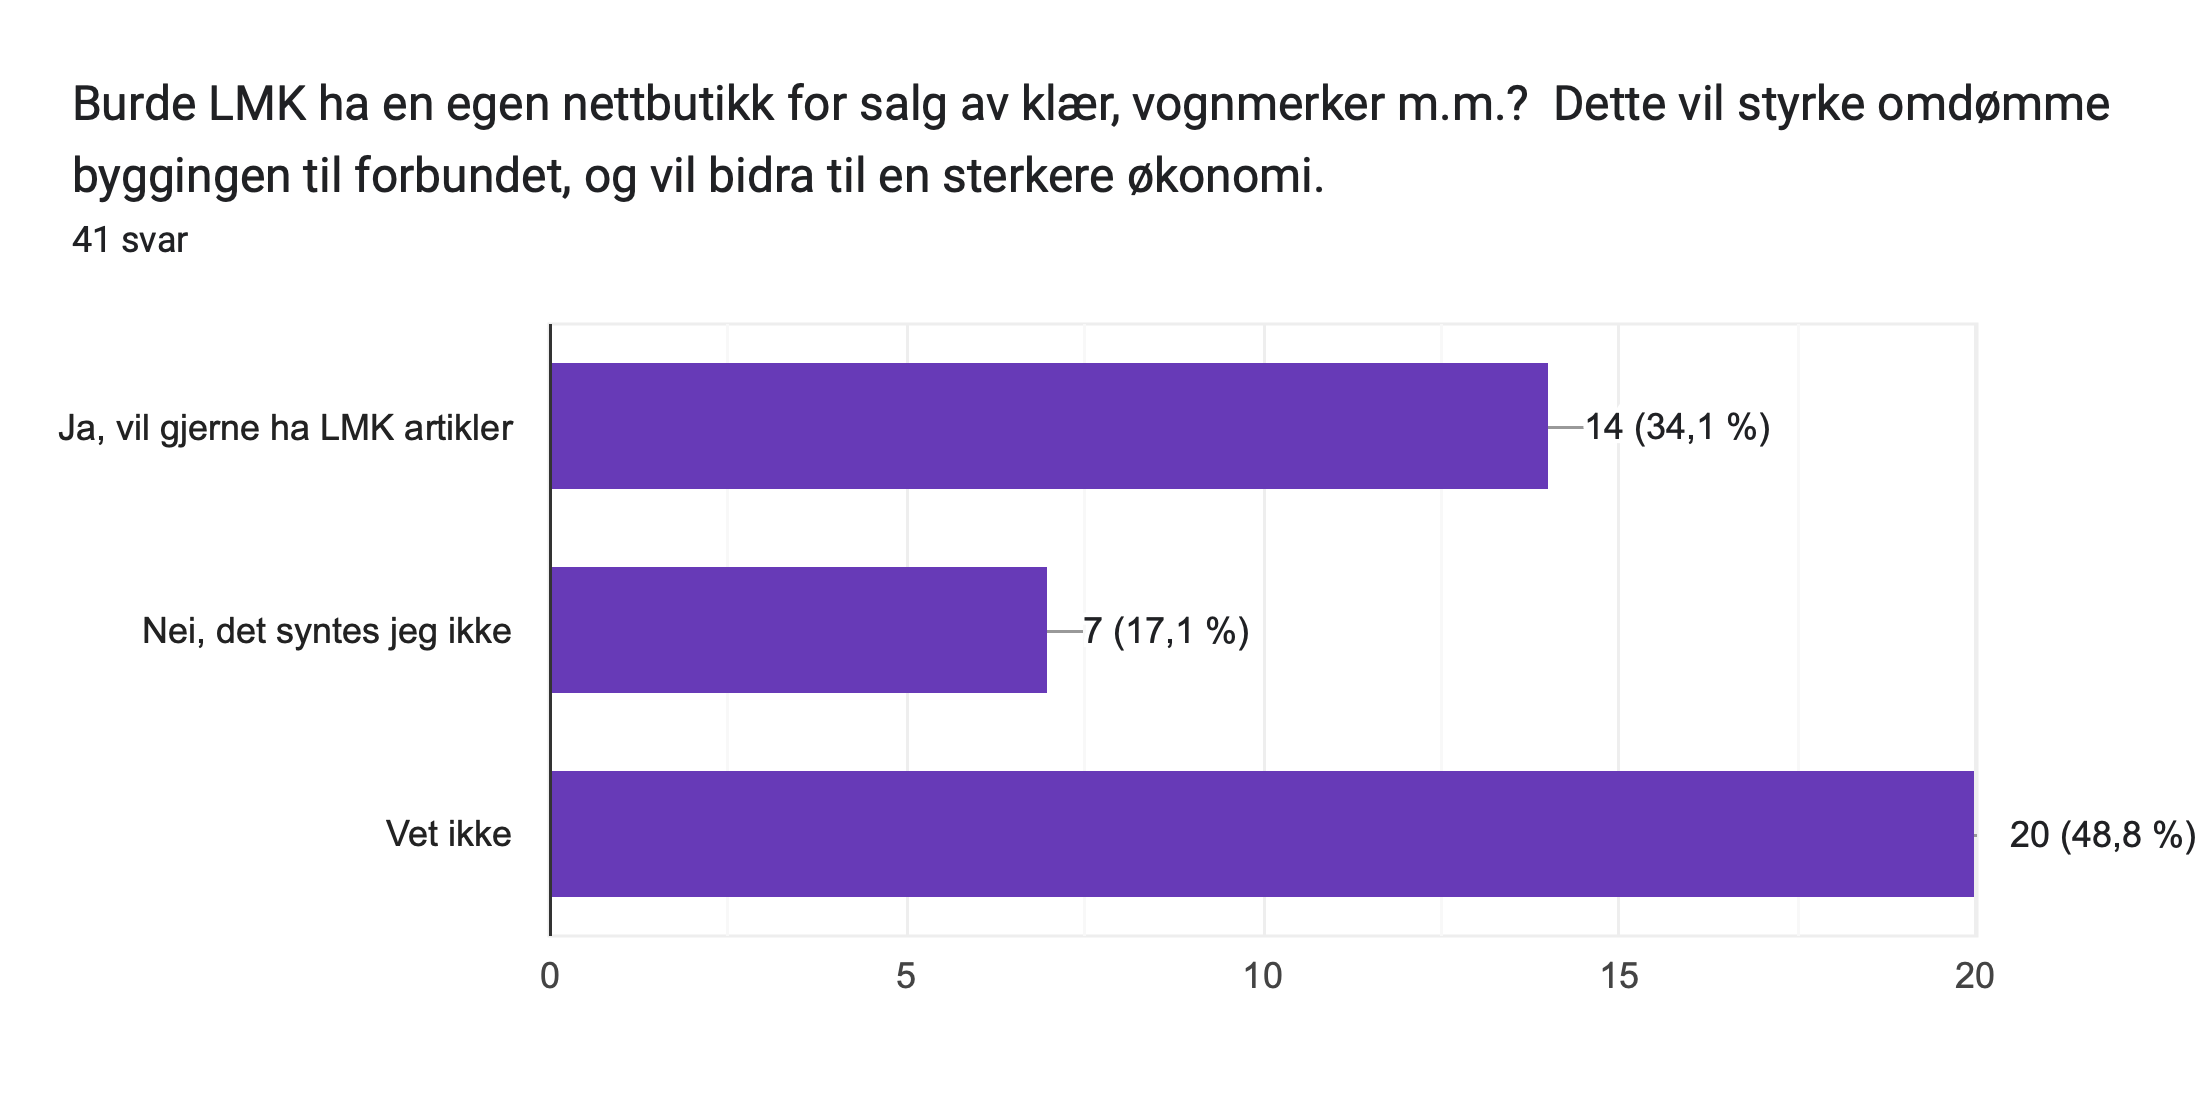 Burde LMK ha en egen nettbutikk for salg av klær, vognmerker m.m.?  Dette vil styrke omdømme
byggingen til forbundet, og vil bidra til en sterkere økonomi.
41 svar
Ja, vil gjerne ha LMK artikler
14 (34,1 %)
Nei, det syntes jeg ikke
7 (17,1 %)
Vet ikke
20 (48,8 %)
0 5 10 15 20